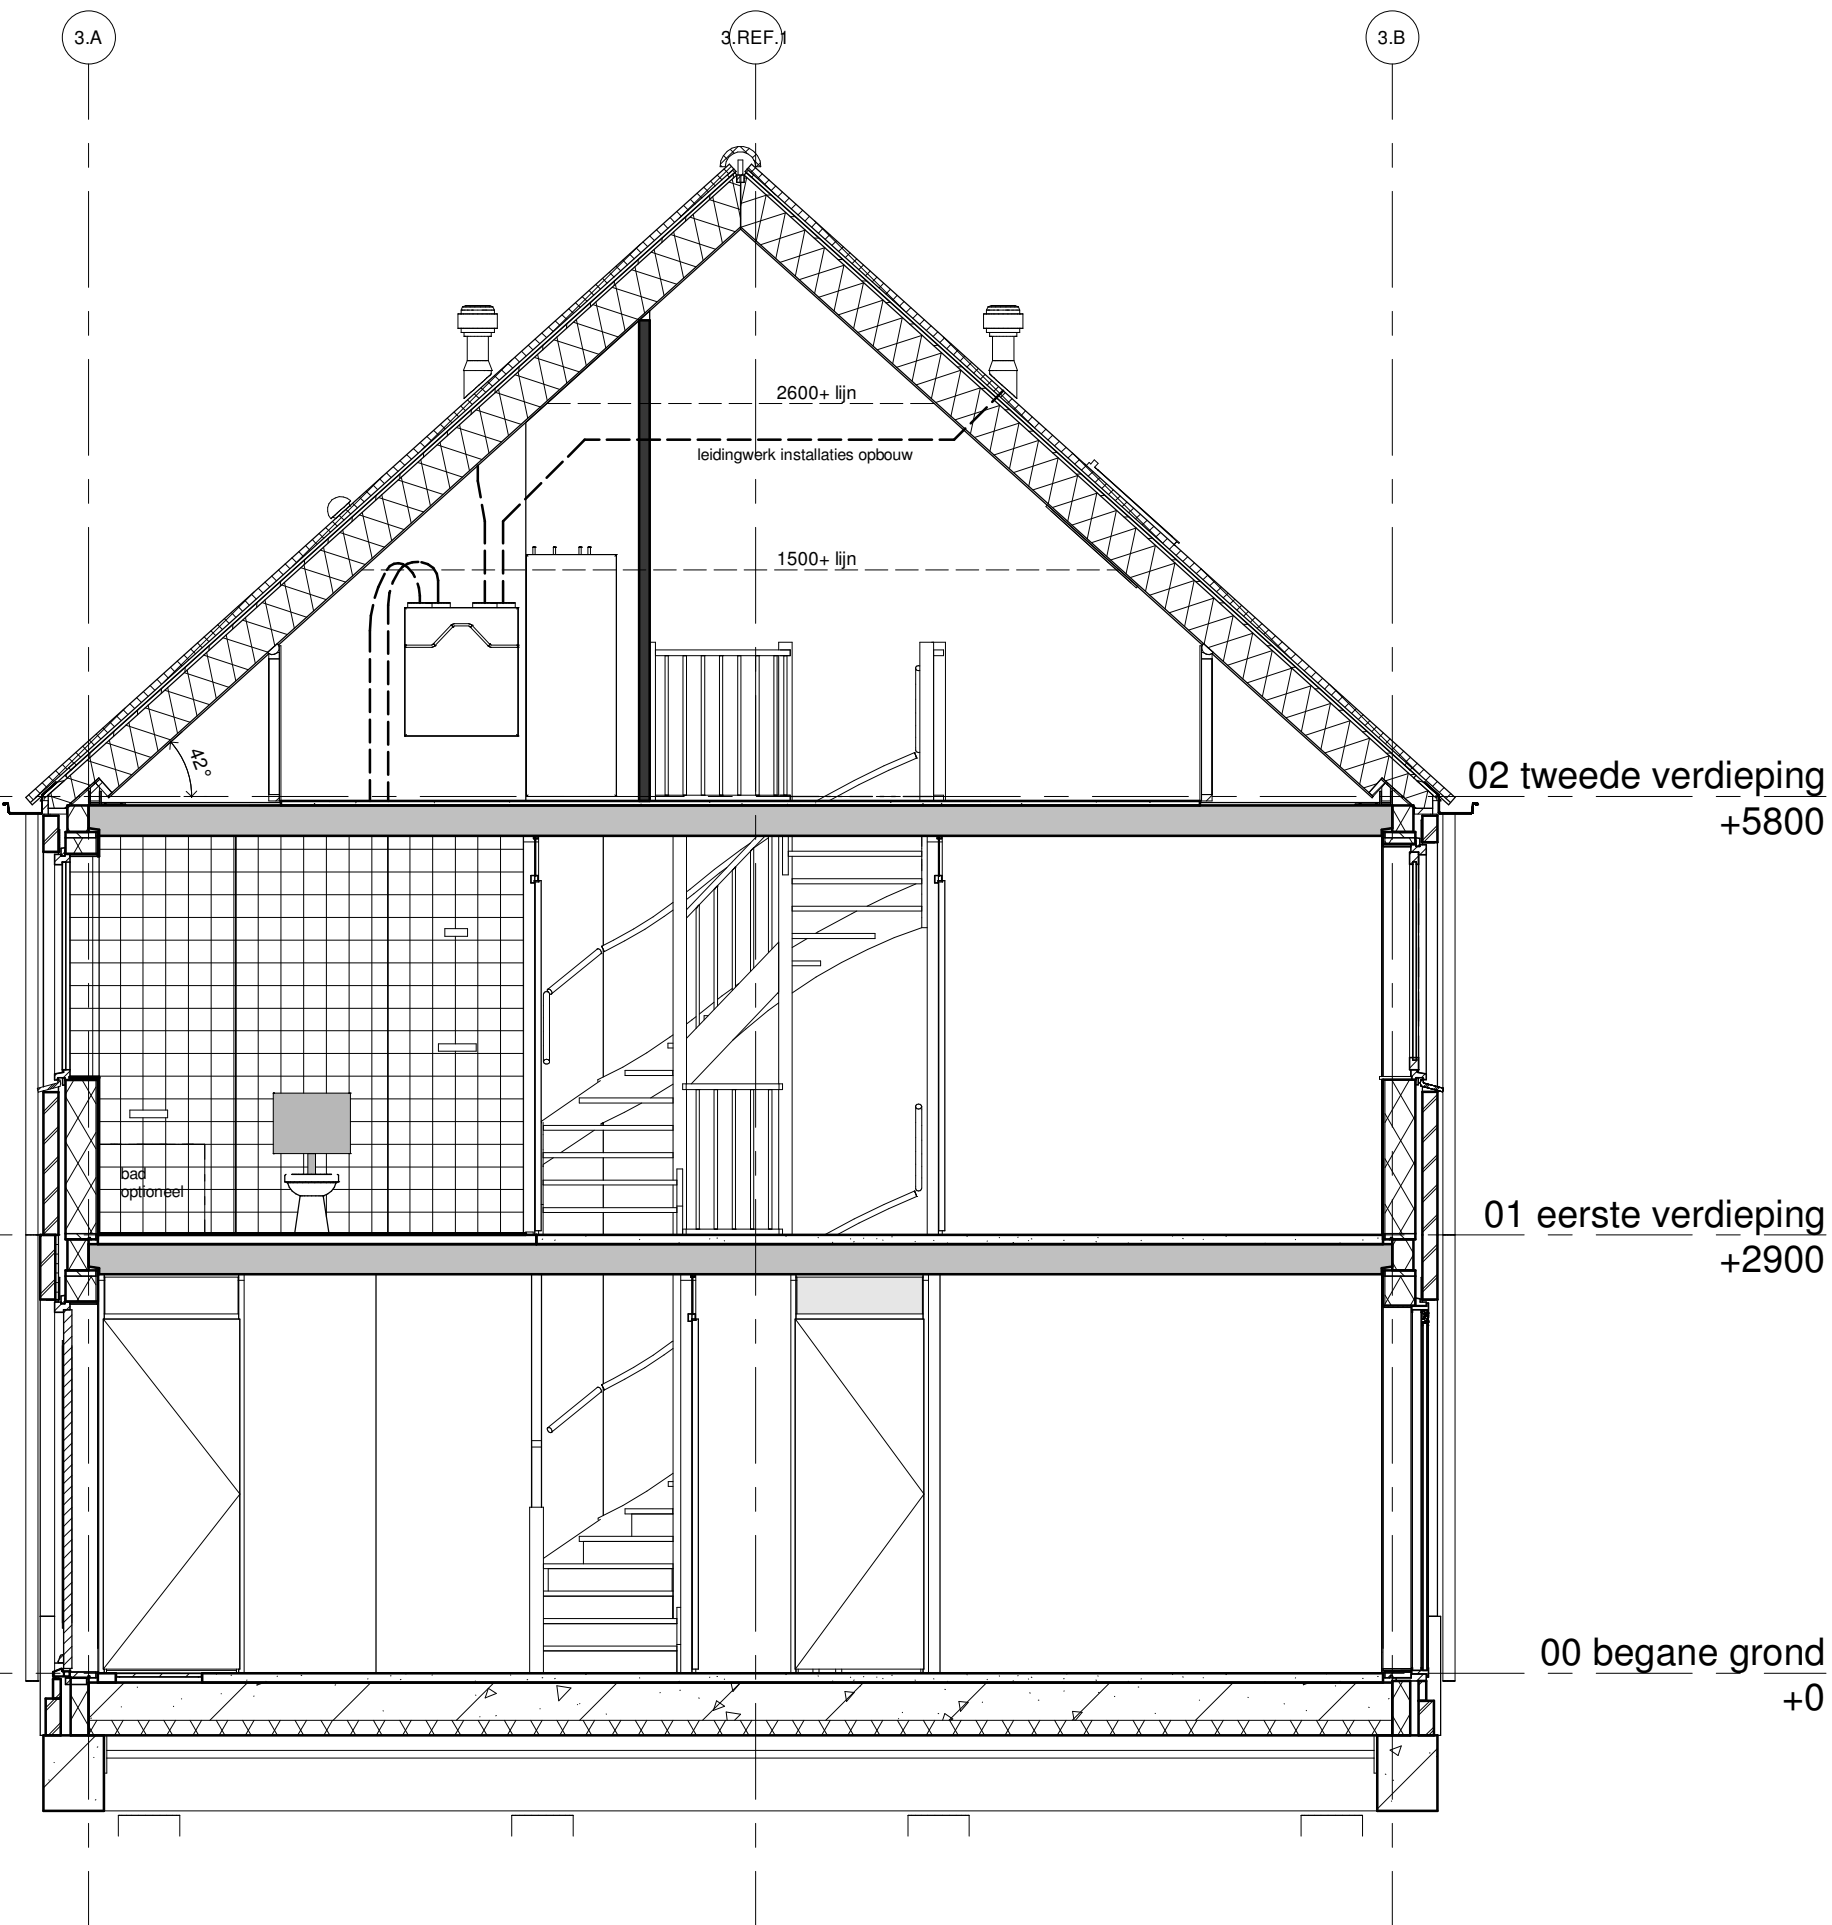 3.A
3.REF.1
3.B
2600+ lijn
leidingwerk installaties opbouw
1500+ lijn
42°
02 tweede verdieping
+5800
bad
optioneel
01 eerste verdieping
+2900
00 begane grond
+0